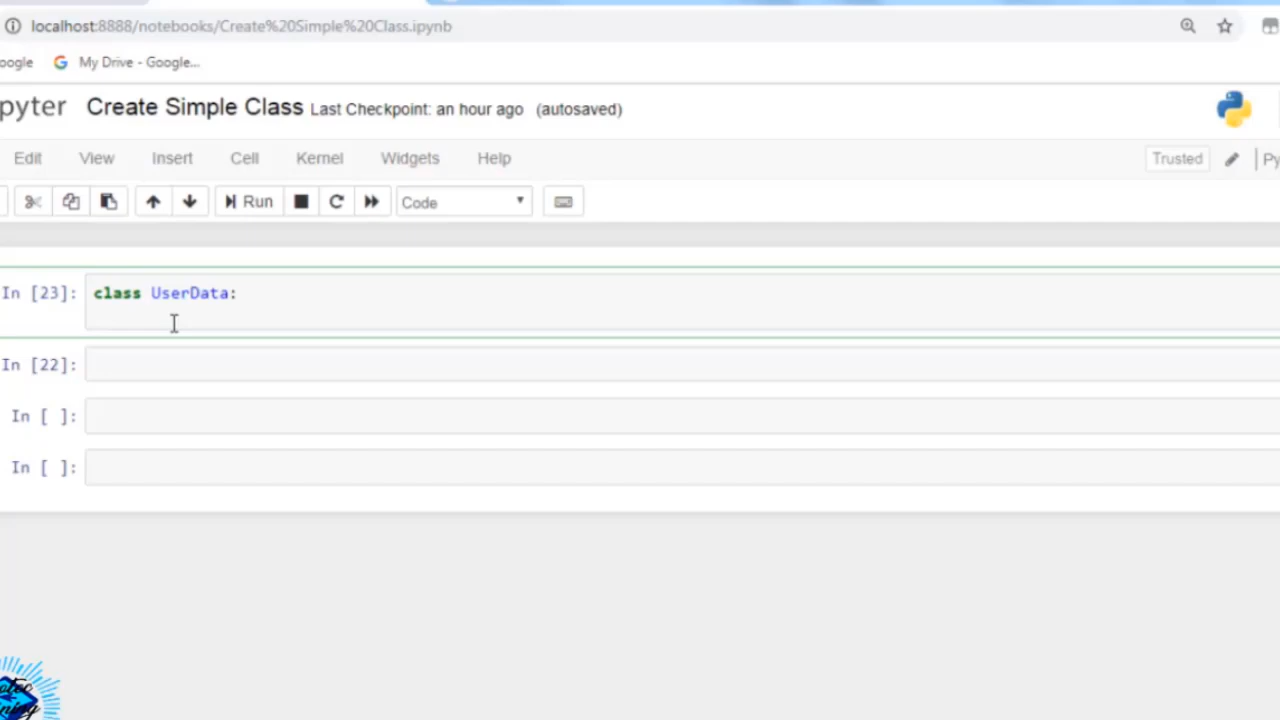 localhost:8888/notebooks/Create%20Simple%20Class.ipynb
oogle My Drive - Google...
pyter Create Simple Class Last Checkpoint: an hour ago (autosaved)
Edit View Insert Cell Kernel Widgets Help Trusted Py
Run Code
In [23]: class UserData:
In [22]:
In [ ]:
In [ ]: